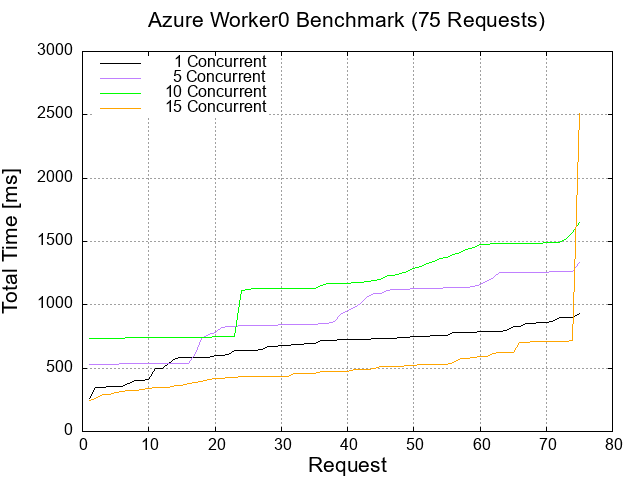 Azure Worker0 Benchmark (75 Requests)
3000
2500
2000
1500
1000
500
0
Total Time [ms]
1 Concurrent
5 Concurrent
10 Concurrent
15 Concurrent
0 10 20 30 40 50 60 70 80
Request